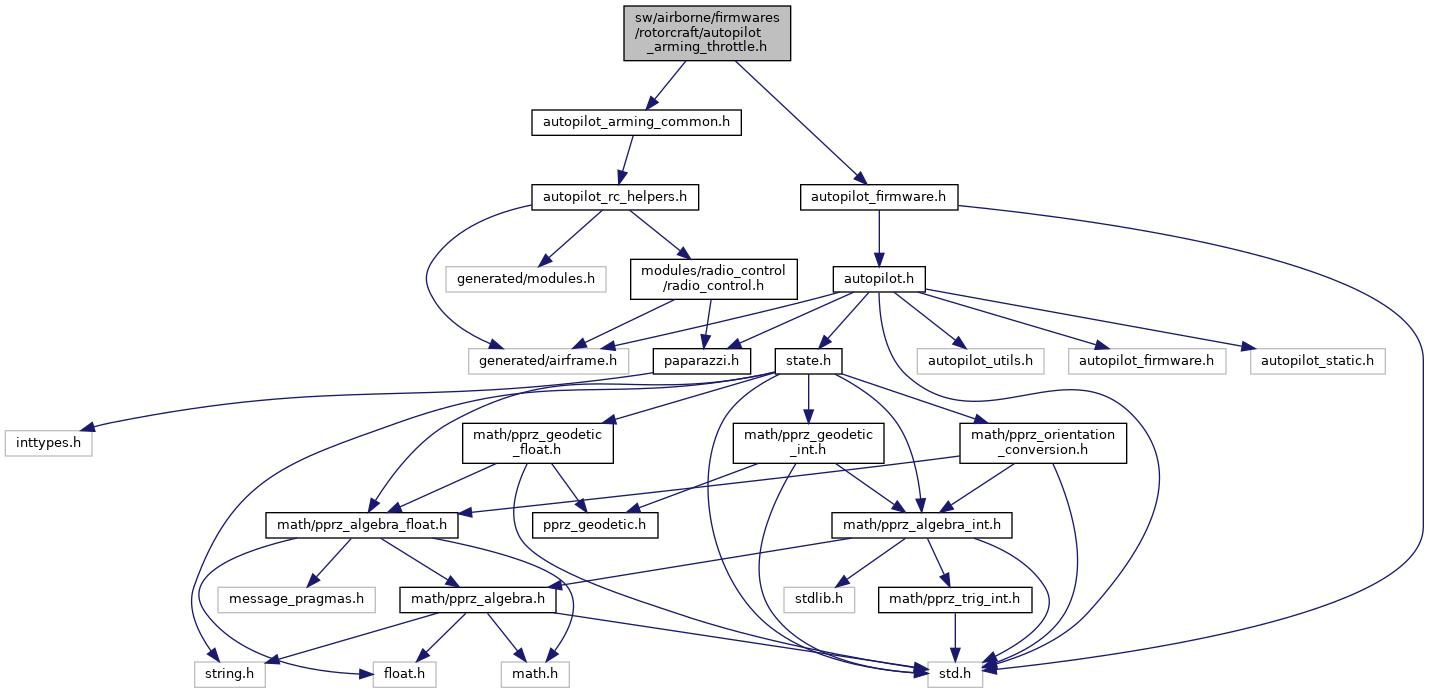 sw/airborne/firmwares
/rotorcraft/autopilot
_arming_throttle.h
autopilot_arming_common.h
autopilot_rc_helpers.h
autopilot_firmware.h
generated/modules.h
modules/radio_control
/radio_control.h
autopilot.h
generated/airframe.h
paparazzi.h
state.h
autopilot_utils.h
autopilot_firmware.h
autopilot_static.h
inttypes.h
math/pprz_geodetic
_float.h
math/pprz_geodetic
_int.h
math/pprz_orientation
_conversion.h
math/pprz_algebra_float.h
pprz_geodetic.h
math/pprz_algebra_int.h
message_pragmas.h
math/pprz_algebra.h
stdlib.h
math/pprz_trig_int.h
string.h
float.h
math.h
std.h